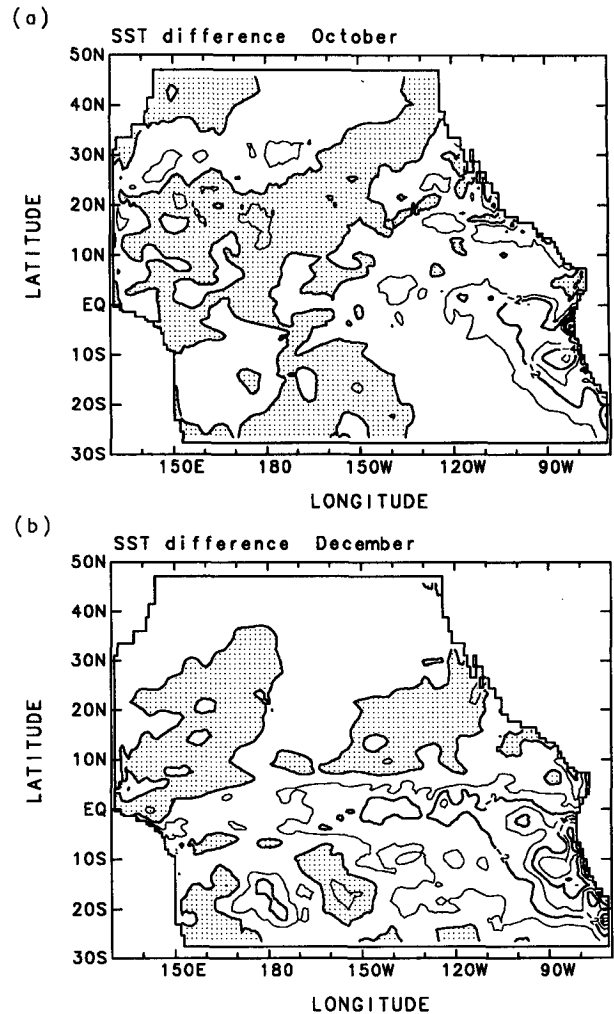 (a)
SST difference October
50N
40N
30N
20N
10N
EQ
10S
20S
30S
LATITUDE
150E 180 150W 120W 90W
LONGITUDE
(b)
SST difference December
50N
40N
30N
20N
10N
EQ
10S
20S
30S
LATITUDE
150E 180 150W 120W 90W
LONGITUDE